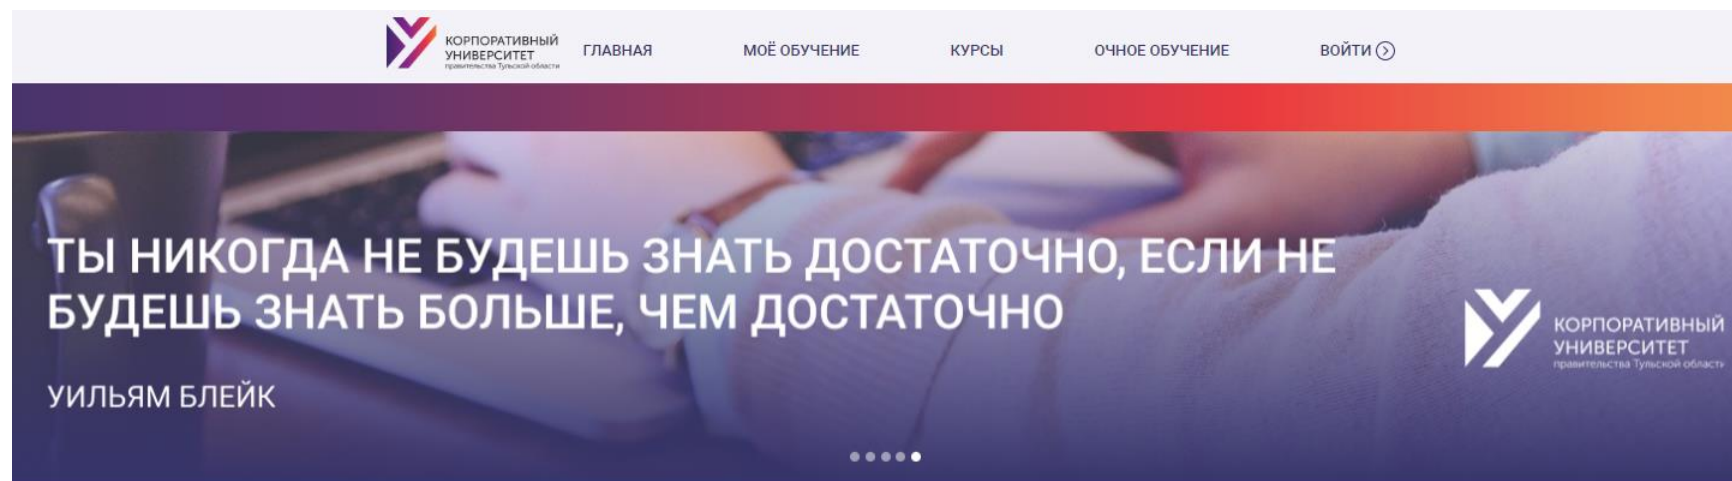 КОРПОРАТИВНЫЙ
УНИВЕРСИТЕТ
правительства Тульской области
ГЛАВНАЯ
МОЁ ОБУЧЕНИЕ
КУРСЫ
ОЧНОЕ ОБУЧЕНИЕ
ВОЙТИ
ТЫ НИКОГДА НЕ БУДЕШЬ ЗНАТЬ ДОСТАТОЧНО, ЕСЛИ НЕ
БУДЕШЬ ЗНАТЬ БОЛЬШЕ, ЧЕМ ДОСТАТОЧНО
УИЛЬЯМ БЛЕЙК
КОРПОРАТИВНЫЙ
УНИВЕРСИТЕТ
правительства Тульской области